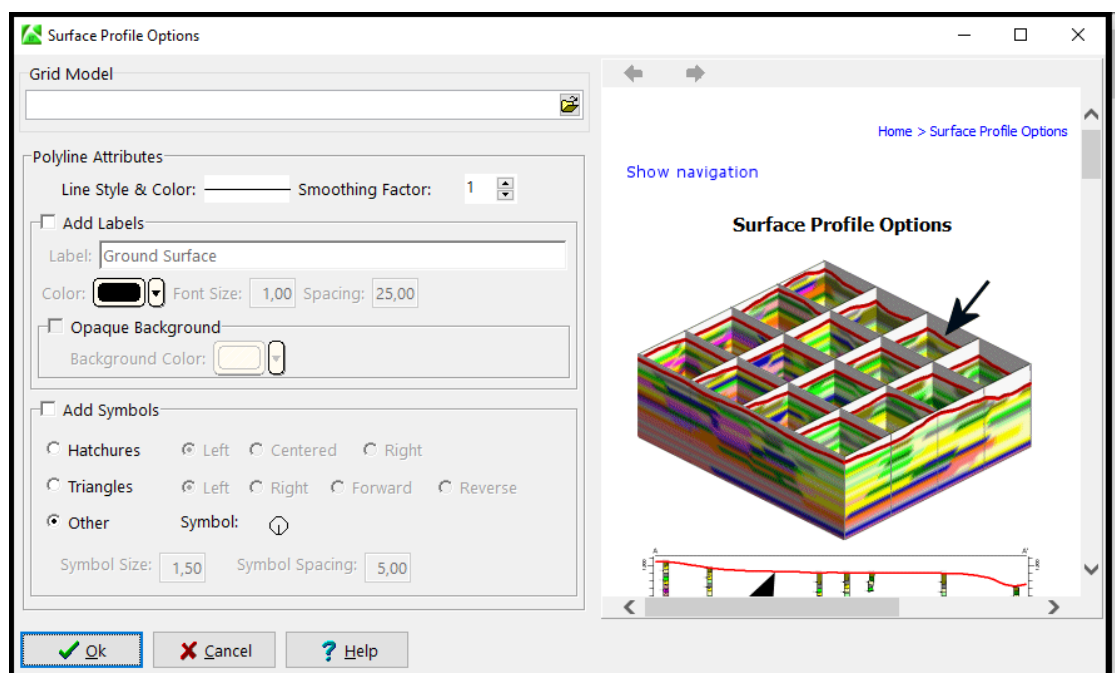 Surface Profile Options
Grid Model
Home > Surface Profile Options
Show navigation
Surface Profile Options
Polyline Attributes
Line Style & Color: Smoothing Factor: 1
Add Labels
Label: Ground Surface
Color: Font Size: 1,00 Spacing: 25,00
Opaque Background
Background Color:
Add Symbols
Hatchures Left Centered Right
Triangles Left Right Forward Reverse
Other Symbol:
Symbol Size: 1,50 Symbol Spacing: 5,00
A A'
Ok Cancel Help